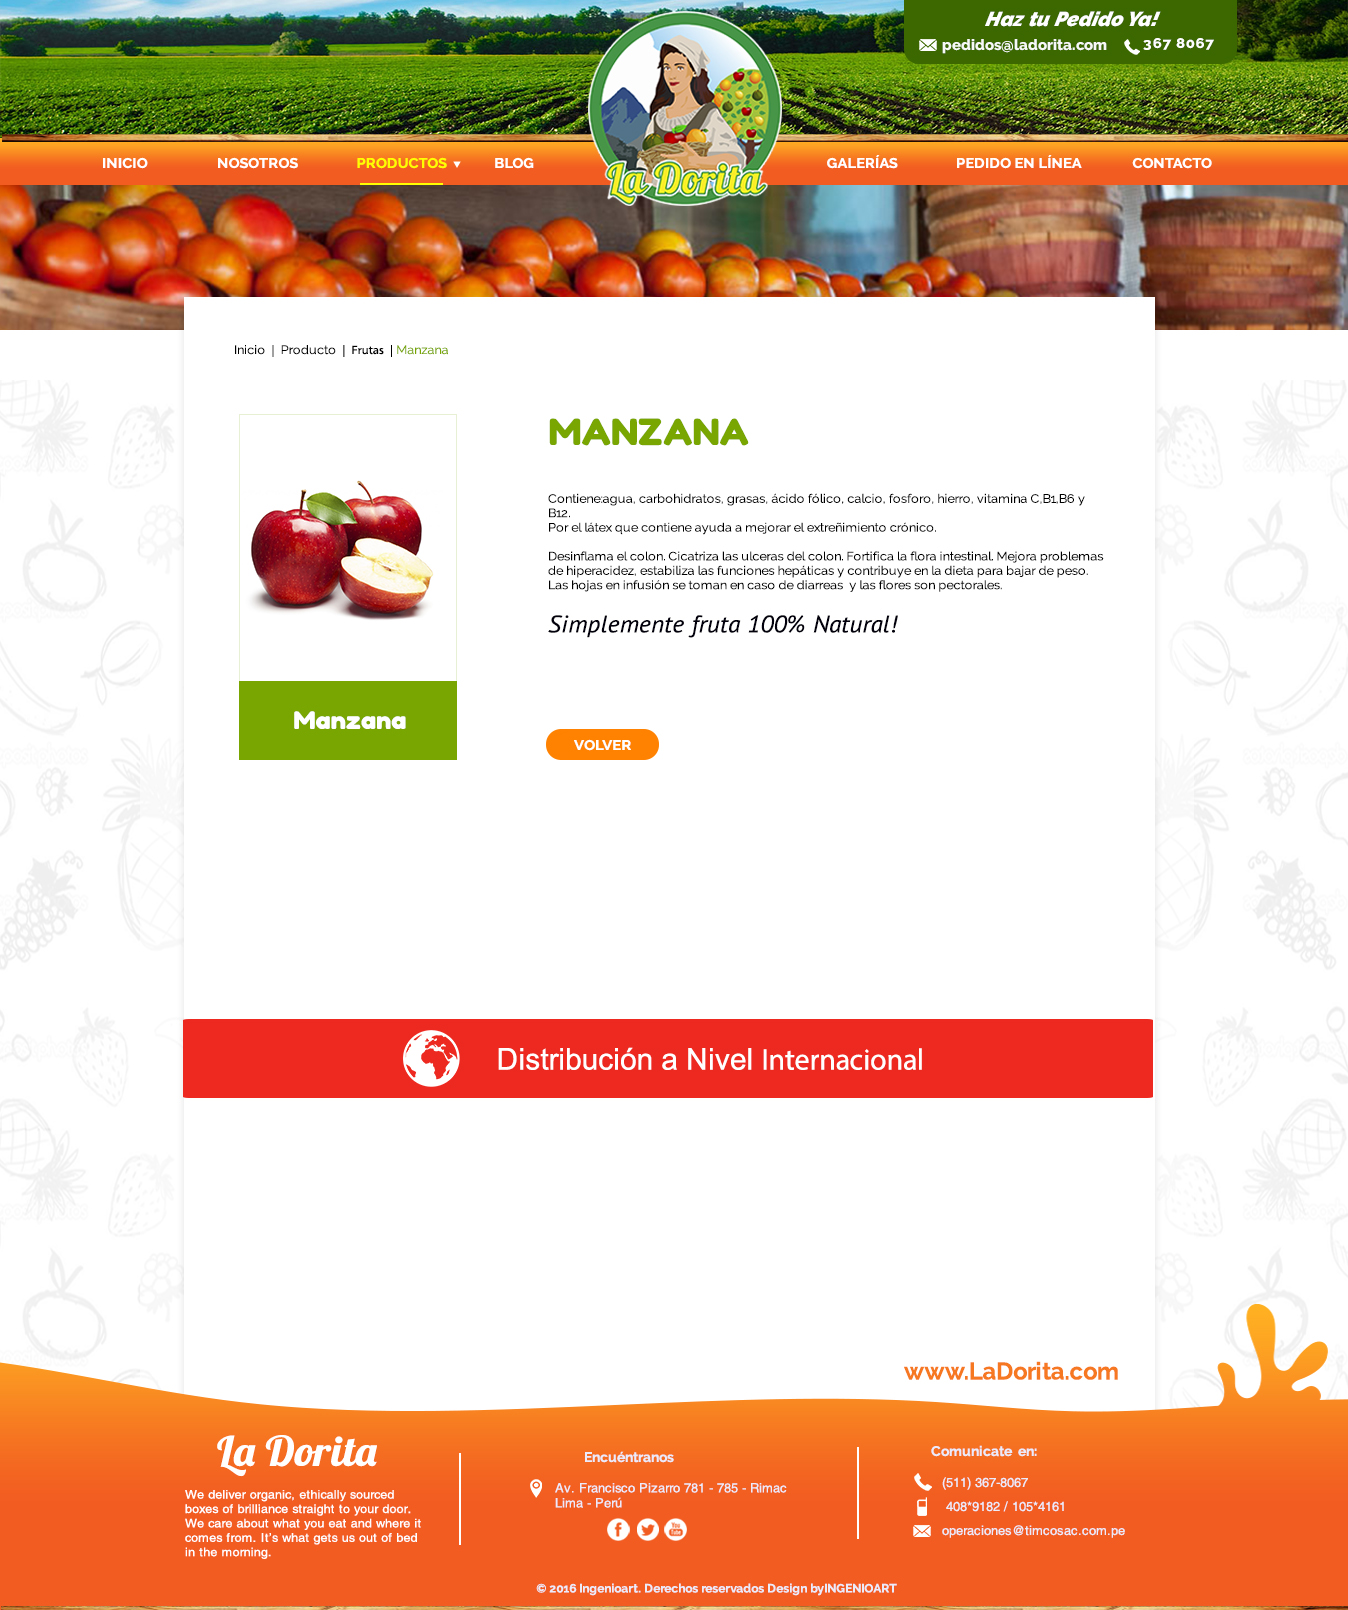 Haz tu Pedido Ya!
pedidos@ladorita.com 367 8067
INICIO NOSOTROS PRODUCTOS BLOG GALERÍAS PEDIDO EN LÍNEA CONTACTO
La Dorita
Inicio | Producto | Frutas | Manzana
MANZANA
Contiene:agua, carbohidratos, grasas, ácido fólico, calcio, fosforo, hierro, vitamina C,B1,B6 y
B12.
Por el látex que contiene ayuda a mejorar el extreñimiento crónico.
Desinflama el colon. Cicatriza las ulceras del colon. Fortifica la flora intestinal. Mejora problemas
de hiperacidez, estabiliza las funciones hepáticas y contribuye en la dieta para bajar de peso.
Las hojas en infusión se toman en caso de diarreas y las flores son pectorales.
Simplemente fruta 100% Natural!
Manzana
VOLVER
Distribución a Nivel Internacional
www.LaDorita.com
La Dorita
We deliver organic, ethically sourced
boxes of brilliance straight to your door.
We care about what you eat and where it
comes from. It's what gets us out of bed
in the morning.
Encuéntranos
Av. Francisco Pizarro 781 - 785 - Rimac
Lima - Perú
You Tube
Comunicate en:
(511) 367-8067
408*9182 / 105*4161
operaciones@timcosac.com.pe
© 2016 Ingenioart. Derechos reservados Design byINGENIOART